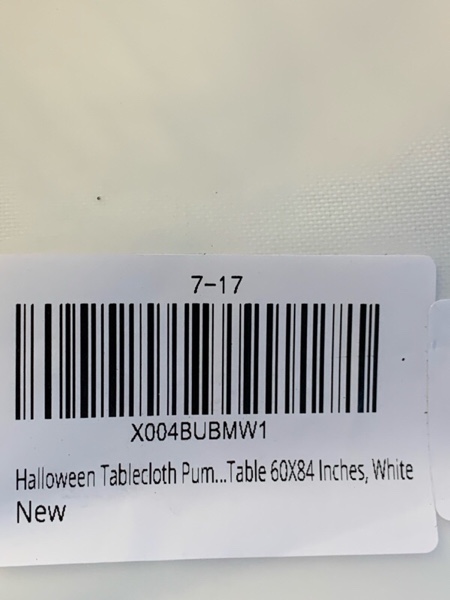 7-17
X004BUBMW1
Halloween Tablecloth Pum...Table 60X84 Inches, White
New